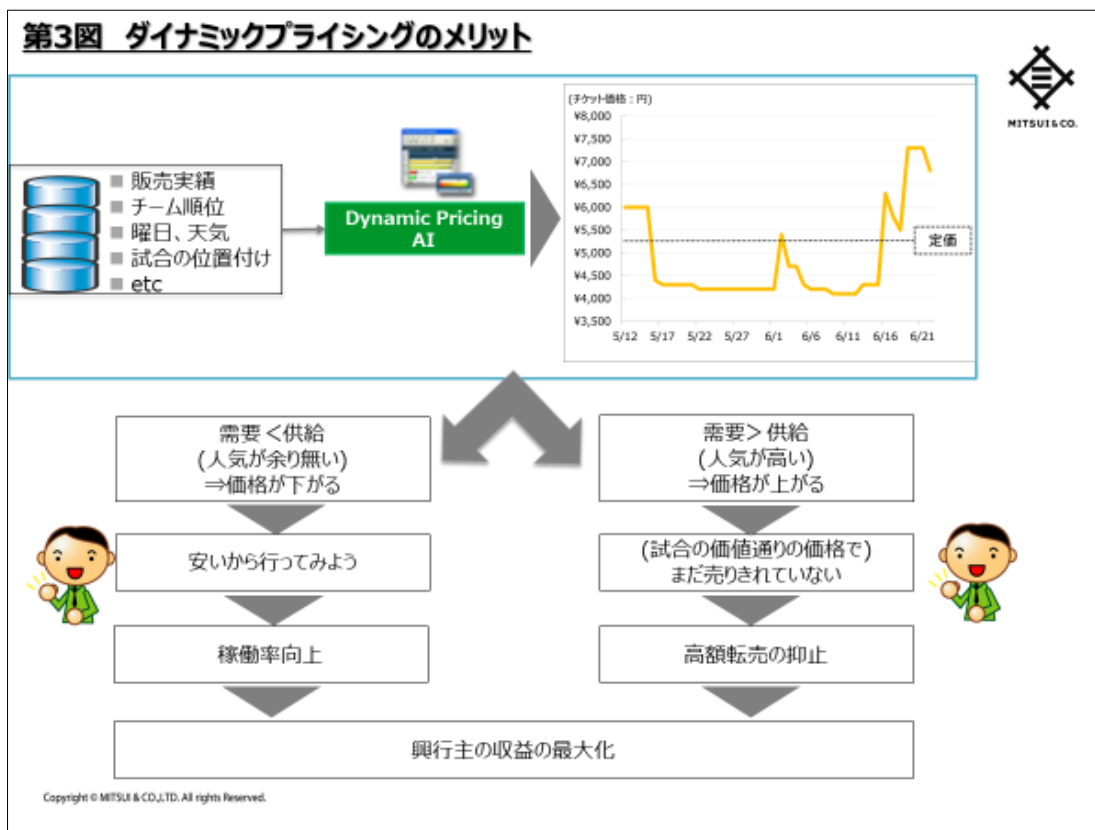 第3図 ダイナミックプライシングのメリット
MITSUI & CO.
■ 販売実績
■ チーム順位
■ 曜日、天気
■ 試合の位置付け
■ etc
Dynamic Pricing
AI
(チケット価格：円)
¥8,000
¥7,500
¥7,000
¥6,500
¥6,000
¥5,500
¥5,000
¥4,500
¥4,000
¥3,500
定価
5/12 5/17 5/22 5/27 6/1 6/6 6/11 6/16 6/21
需要＜供給
(人気が余り無い)
⇒価格が下がる
需要＞供給
(人気が高い)
⇒価格が上がる
安いから行ってみよう
(試合の価値通りの価格で)
まだ売りきれていない
稼働率向上
高額転売の抑止
興行主の収益の最大化
Copyright © MITSUI & CO.,LTD. All rights Reserved.